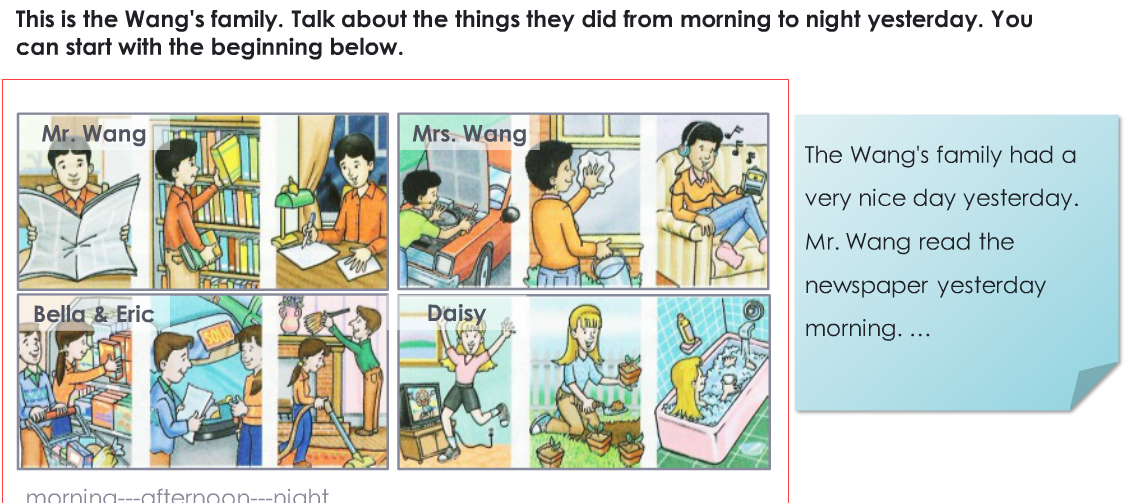 This is the Wang's family. Talk about the things they did from morning to night yesterday. You
can start with the beginning below.
Mr. Wang
Mrs. Wang
SOLD
Bella & Eric
Daisy
morning---afternoon---night
The Wang's family had a
very nice day yesterday.
Mr. Wang read the
newspaper yesterday
morning. ...